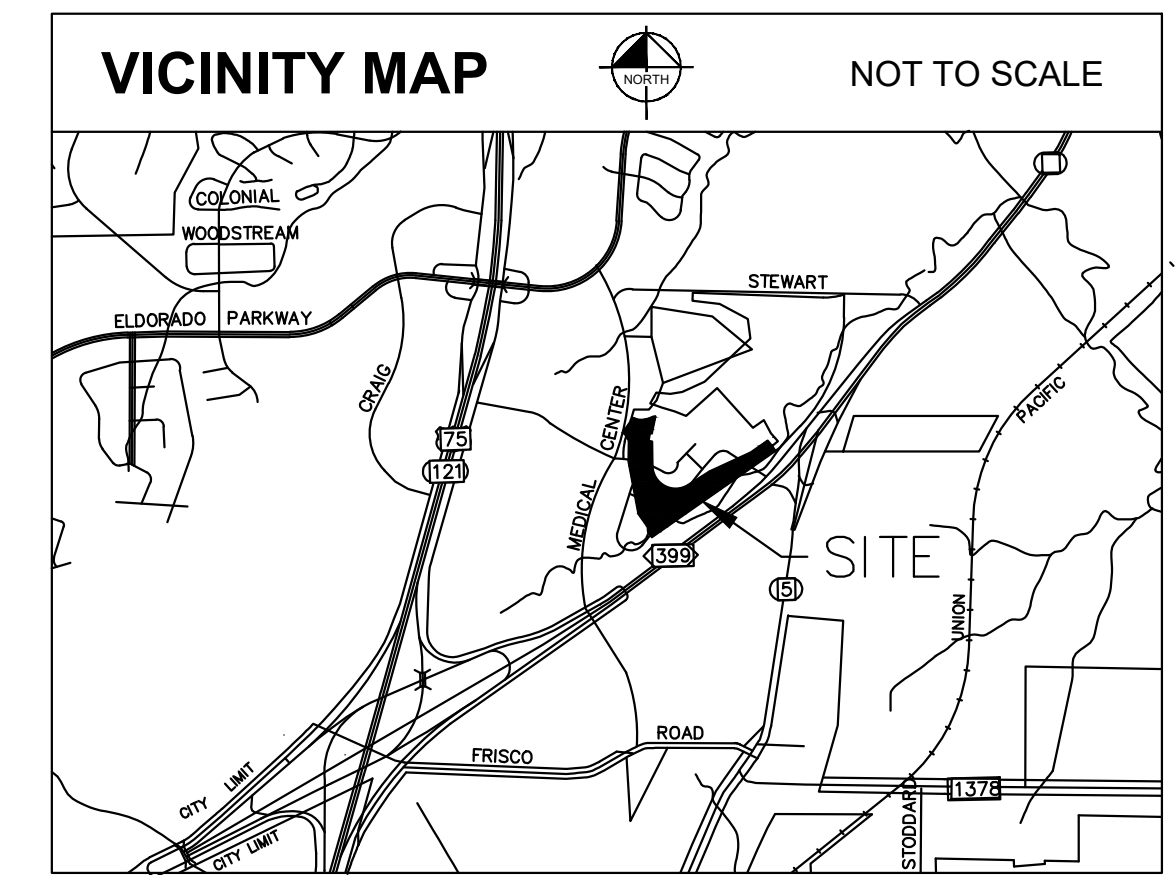 VICINITY MAP
NORTH
NOT TO SCALE
COLONIAL
WOODSTREAM
ELDORADO PARKWAY
STEWART
CRAIG
CENTER
MEDICAL
PACIFIC
75
121
399
SITE
5
UNION
ROAD
FRISCO
CITY LIMIT
CITY LIMIT
1378
STODDARD